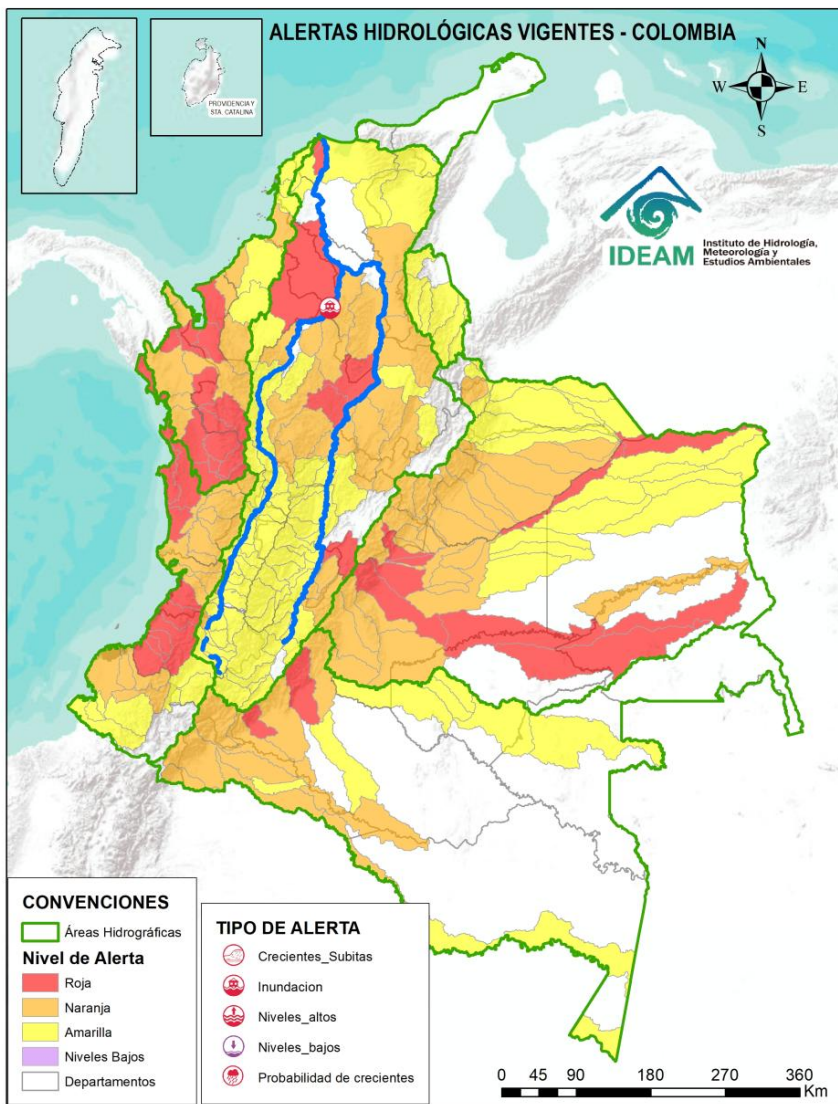 ALERTAS HIDROLÓGICAS VIGENTES - COLOMBIA
PROVIDENCIA Y
STA. CATALINA
N
W
E
S
IDEAM
Instituto de Hidrología,
Meteorología y
Estudios Ambientales
CONVENCIONES
Áreas Hidrográficas
Nivel de Alerta
Roja
Naranja
Amarilla
Niveles Bajos
Departamentos
TIPO DE ALERTA
Crecientes_Subitas
Inundacion
Niveles_altos
Niveles_bajos
Probabilidad de crecientes
0 45 90 180 270 360
Km